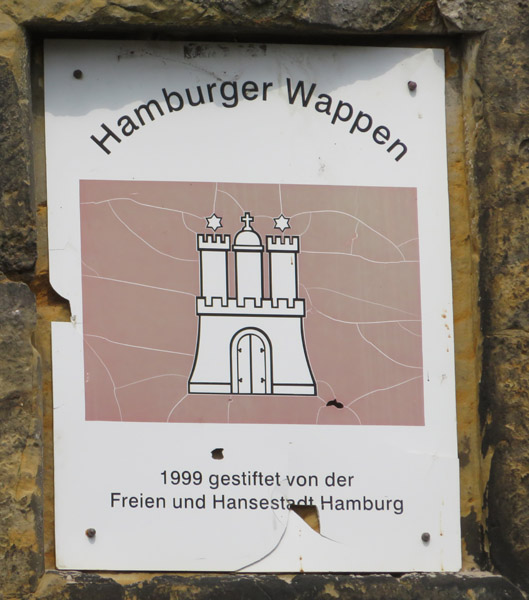 Hamburger Wappen
1999 gestiftet von der
Freien und Hansestadt Hamburg